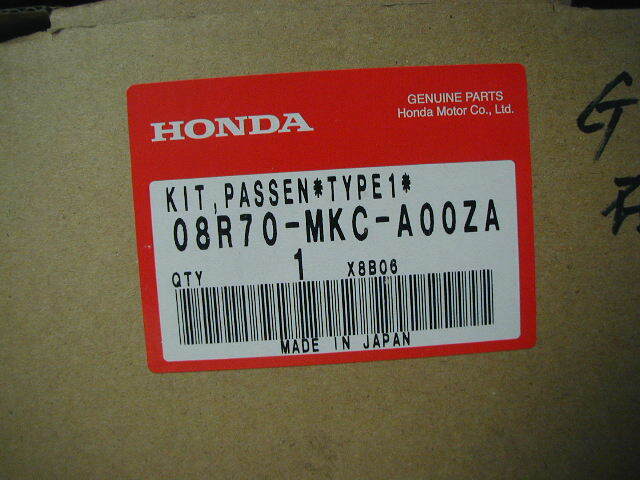 HONDA
GENUINE PARTS
Honda Motor Co., Ltd.
KIT,PASSEN*TYPE1*
08R70-MKC-A00ZA
QTY 1 X8B06
MADE IN JAPAN
G